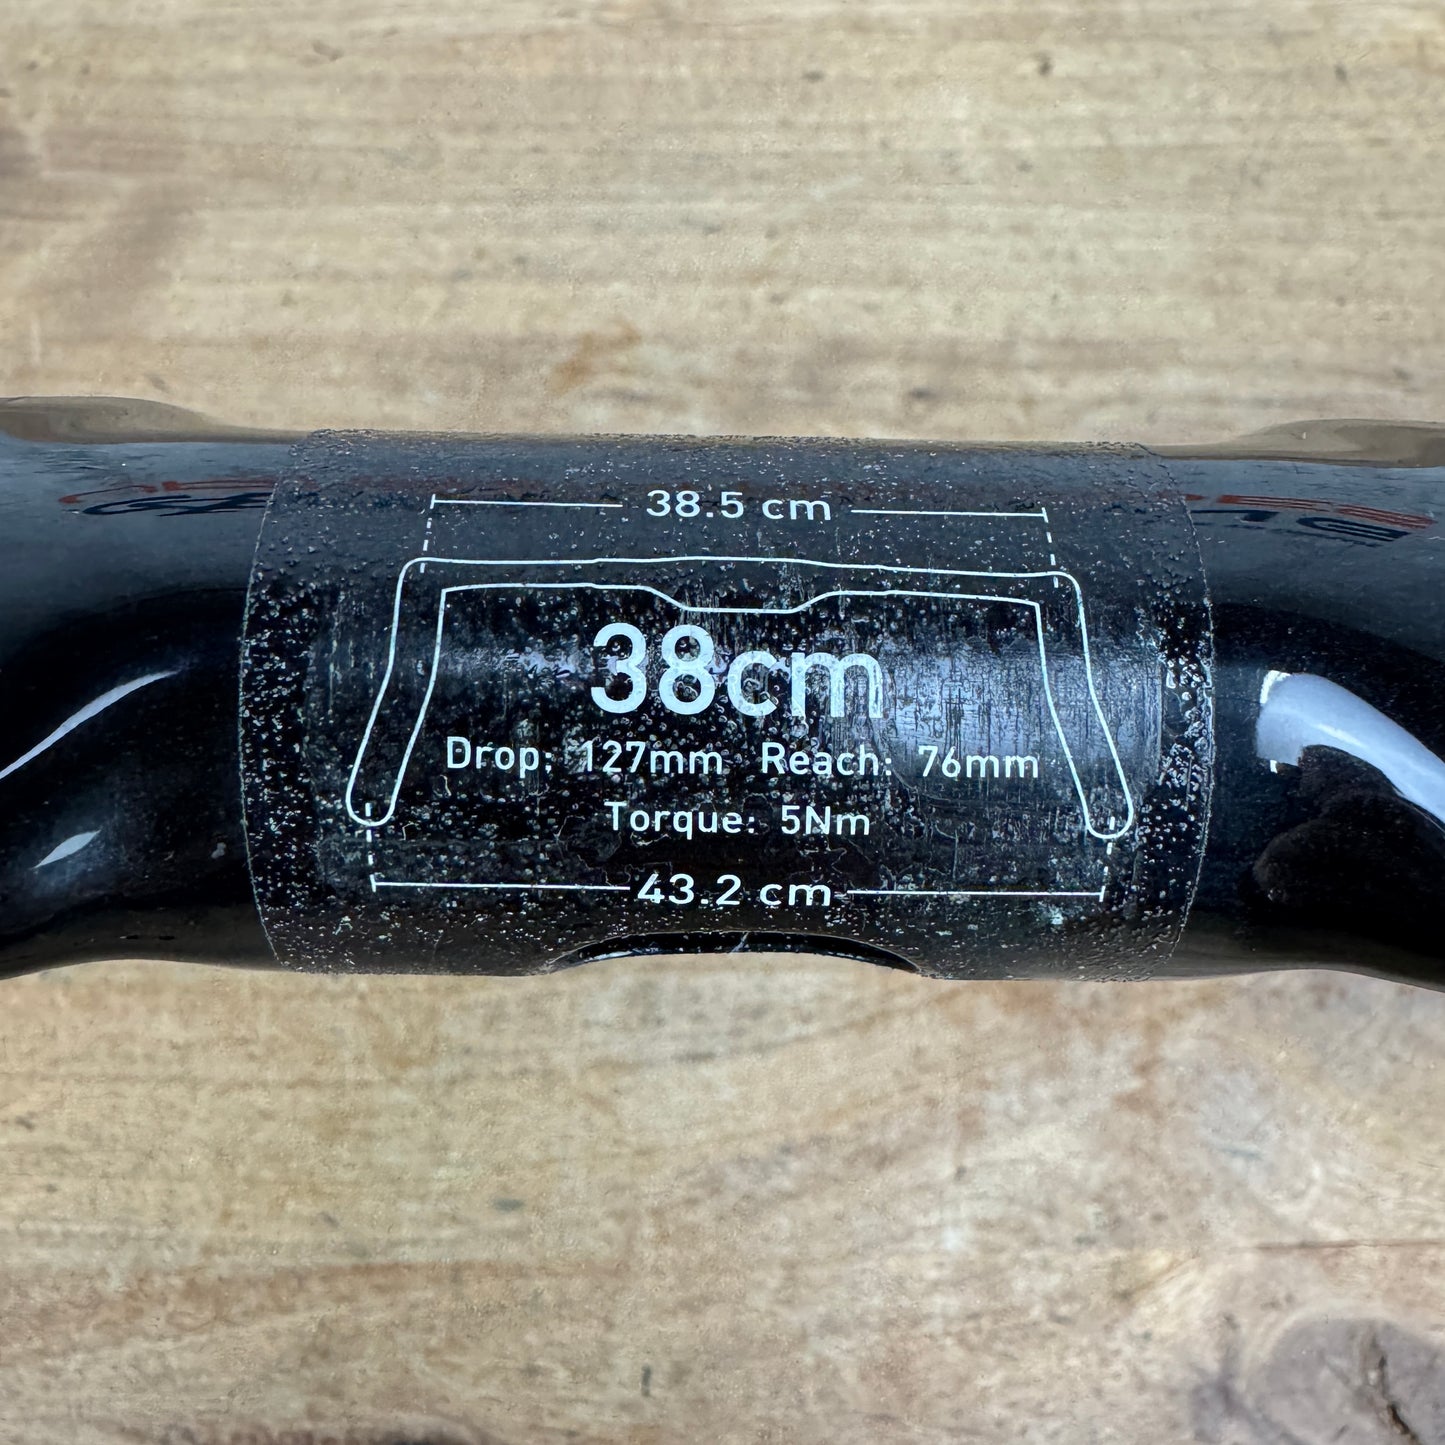 38.5 cm
38cm
Drop: 127mm Reach: 76mm
Torque: 5Nm
43.2 cm